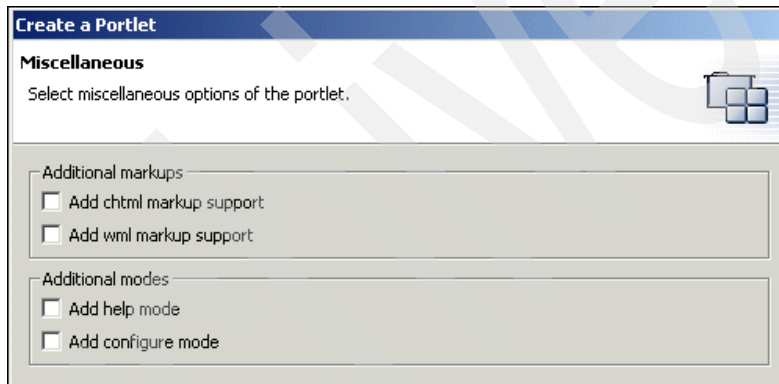 Create a Portlet
Miscellaneous
Select miscellaneous options of the portlet.
Additional markups
Add chtml markup support
Add wml markup support
Additional modes
Add help mode
Add configure mode